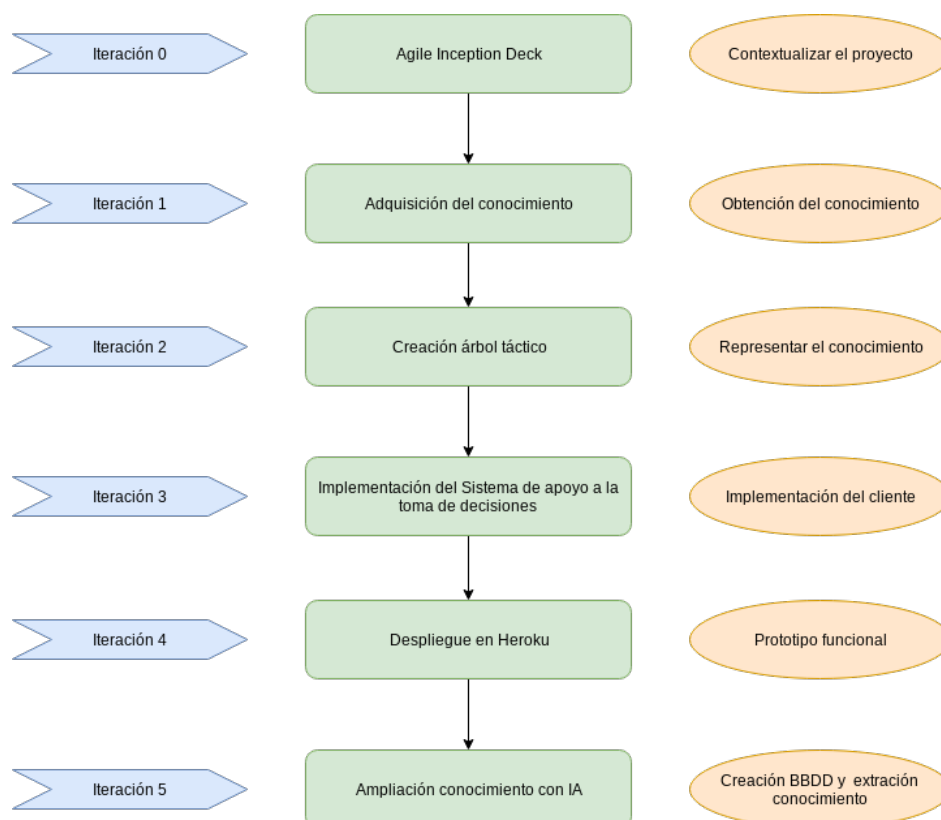 Iteración 0
Agile Inception Deck
Contextualizar el proyecto
Iteración 1
Adquisición del conocimiento
Obtención del conocimiento
Iteración 2
Creación árbol táctico
Representar el conocimiento
Iteración 3
Implementación del Sistema de apoyo a la
toma de decisiones
Implementación del cliente
Iteración 4
Despliegue en Heroku
Prototipo funcional
Iteración 5
Ampliación conocimiento con IA
Creación BBDD y extracción
conocimiento